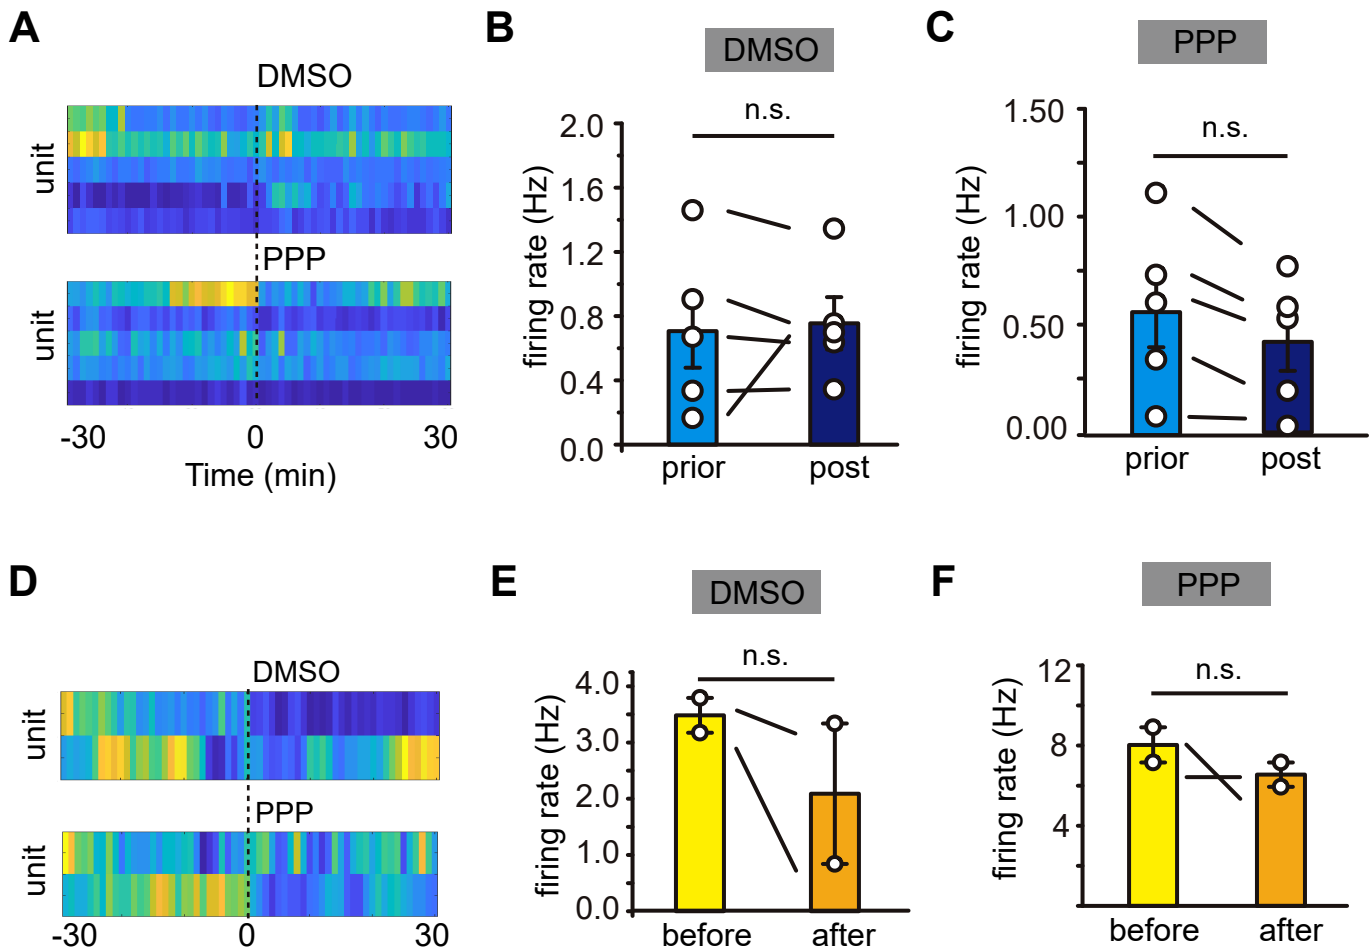 A
DMSO
unit
PPP
unit
-30 0 30
Time (min)
B
DMSO
n.s.
firing rate (Hz)
2.0
1.6
1.2
0.8
0.4
0.0
prior post
C
PPP
n.s.
firing rate (Hz)
1.50
1.00
0.50
0.00
prior post
D
DMSO
unit
PPP
unit
-30 0 30
E
DMSO
n.s.
firing rate (Hz)
4.0
3.0
2.0
1.0
0.0
before after
F
PPP
n.s.
firing rate (Hz)
12
8
4
before after